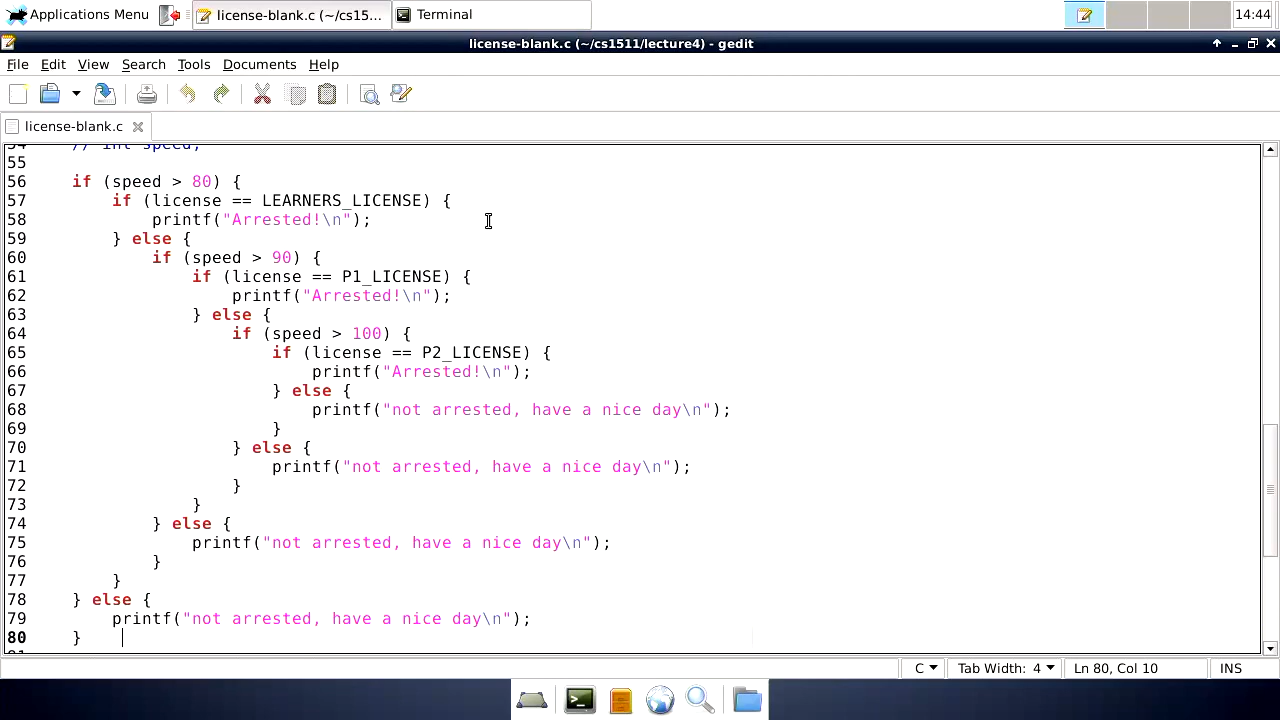 Applications Menu
license-blank.c (~/cs15...
Terminal
14:44
license-blank.c (~/cs1511/lecture4) - gedit
File Edit View Search Tools Documents Help
license-blank.c
54 // int speed;
55
56 if (speed > 80) {
57 if (license == LEARNERS_LICENSE) {
58 printf("Arrested!\n");
59 } else {
60 if (speed > 90) {
61 if (license == P1_LICENSE) {
62 printf("Arrested!\n");
63 } else {
64 if (speed > 100) {
65 if (license == P2_LICENSE) {
66 printf("Arrested!\n");
67 } else {
68 printf("not arrested, have a nice day\n");
69 }
70 } else {
71 printf("not arrested, have a nice day\n");
72 }
73 }
74 } else {
75 printf("not arrested, have a nice day\n");
76 }
77 }
78 } else {
79 printf("not arrested, have a nice day\n");
80 }
C Tab Width: 4 Ln 80, Col 10 INS